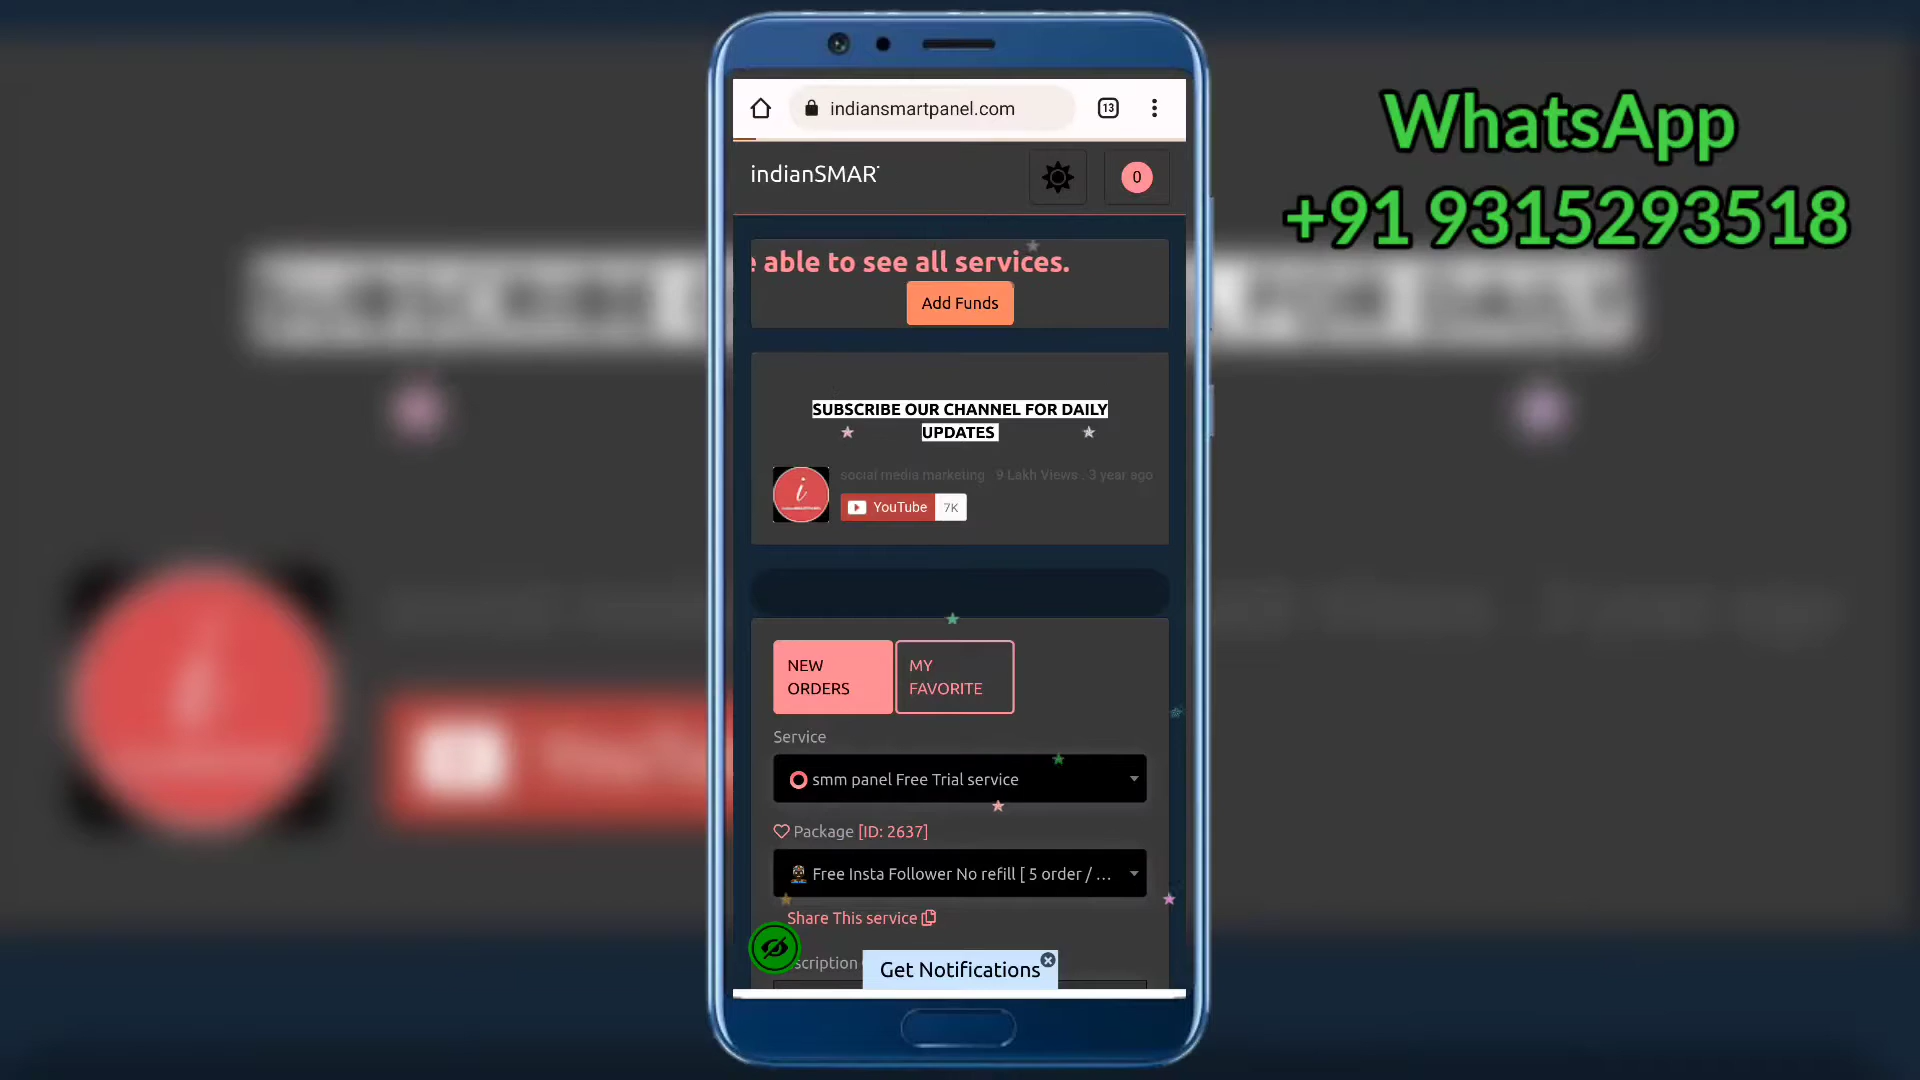 WhatsApp
+91 9315293518
indiansmartpanel.com
13
indianSMAR
0
able to see all services.
Add Funds
SUBSCRIBE OUR CHANNEL FOR DAILY
UPDATES
social media marketing 9 Lakh Views . 3 year ago
i
YouTube 7K
NEW
ORDERS
MY
FAVORITE
Service
smm panel Free Trial service
Package [ID: 2637]
Free Insta Follower No refill [ 5 order / ...
Share This service
scription
Get Notifications